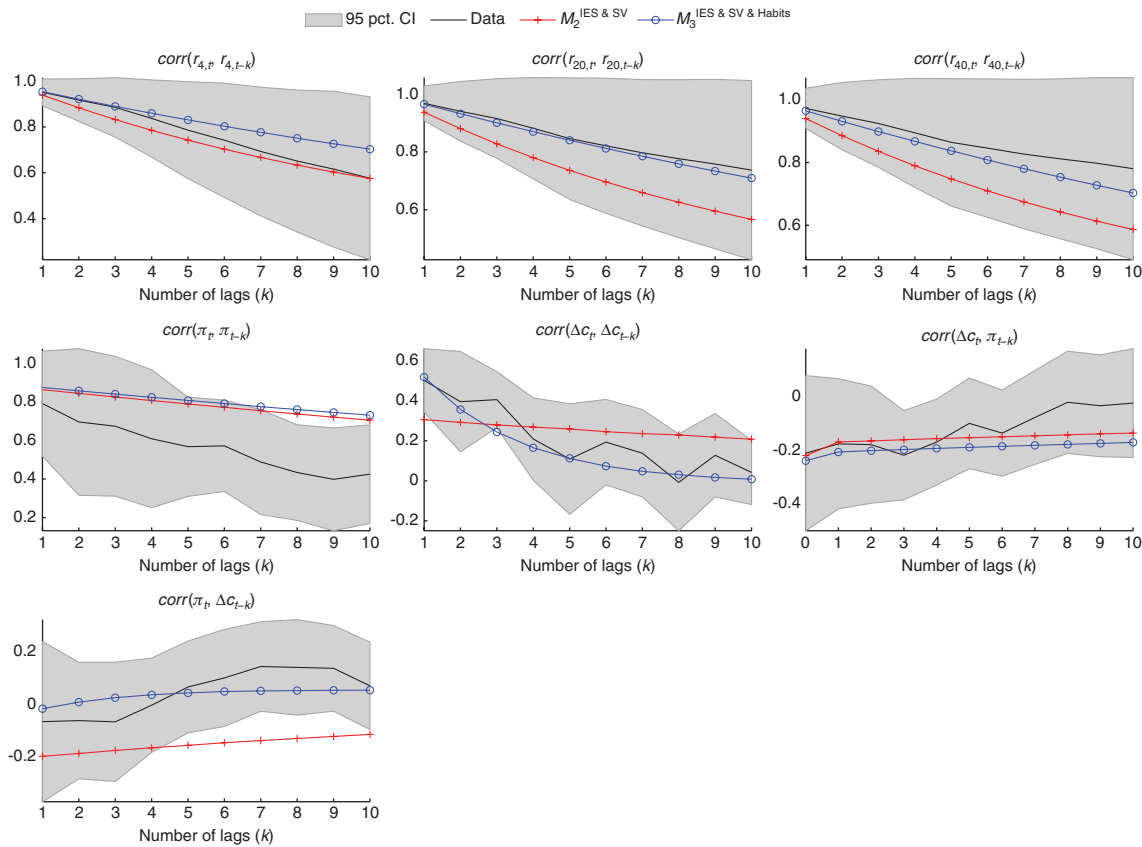 95 pct. CI Data M₂^IES & SV M₃^IES & SV & Habits
corr(r₄,ₜ, r₄,ₜ₋ₖ) corr(r₂₀,ₜ, r₂₀,ₜ₋ₖ) corr(r₄₀,ₜ, r₄₀,ₜ₋ₖ)
1.0 0.8 0.6 0.4
1 2 3 4 5 6 7 8 9 10
Number of lags (k)
1.0 0.8 0.6
1 2 3 4 5 6 7 8 9 10
Number of lags (k)
1.0 0.8 0.6
1 2 3 4 5 6 7 8 9 10
Number of lags (k)
corr(πₜ, πₜ₋ₖ) corr(Δcₜ, Δcₜ₋ₖ) corr(Δcₜ, πₜ₋ₖ)
1.0 0.8 0.6 0.4 0.2
1 2 3 4 5 6 7 8 9 10
Number of lags (k)
0.6 0.4 0.2 0 -0.2
1 2 3 4 5 6 7 8 9 10
Number of lags (k)
0 -0.2 -0.4
0 1 2 3 4 5 6 7 8 9 10
Number of lags (k)
corr(πₜ, Δcₜ₋ₖ)
0.2 0 -0.2
1 2 3 4 5 6 7 8 9 10
Number of lags (k)